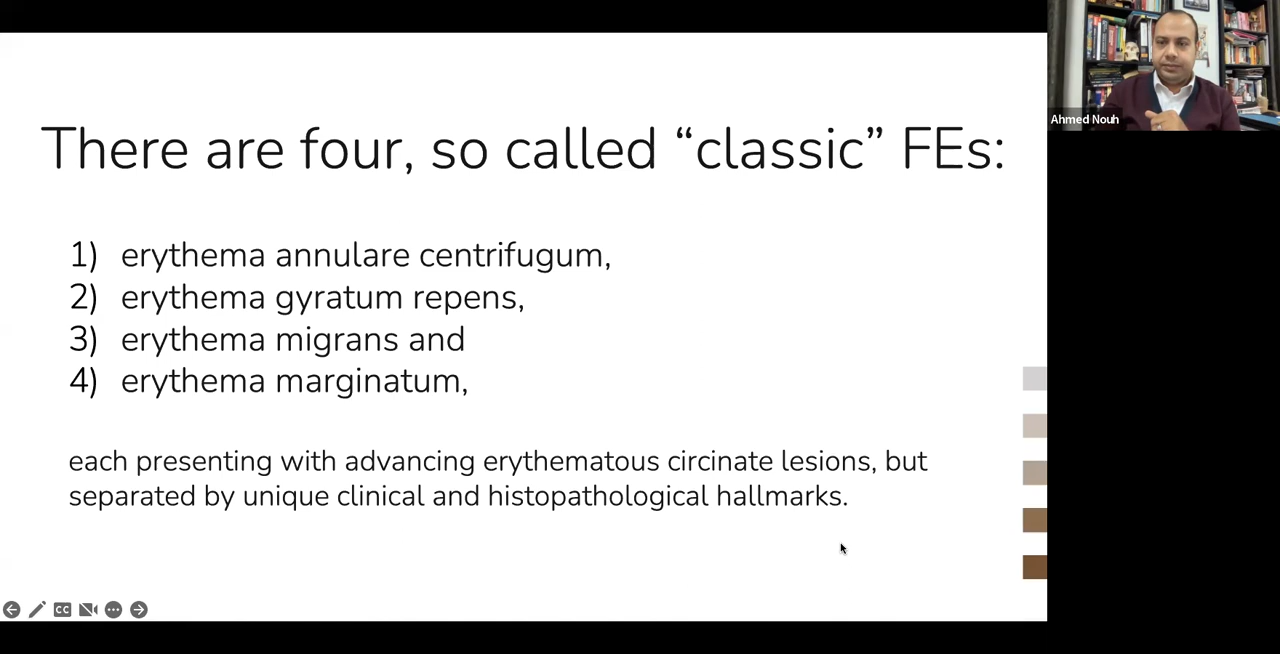 There are four, so called “classic” FEs:
1) erythema annulare centrifugum,
2) erythema gyratum repens,
3) erythema migrans and
4) erythema marginatum,
each presenting with advancing erythematous circinate lesions, but
separated by unique clinical and histopathological hallmarks.
Ahmed Nouh
CC